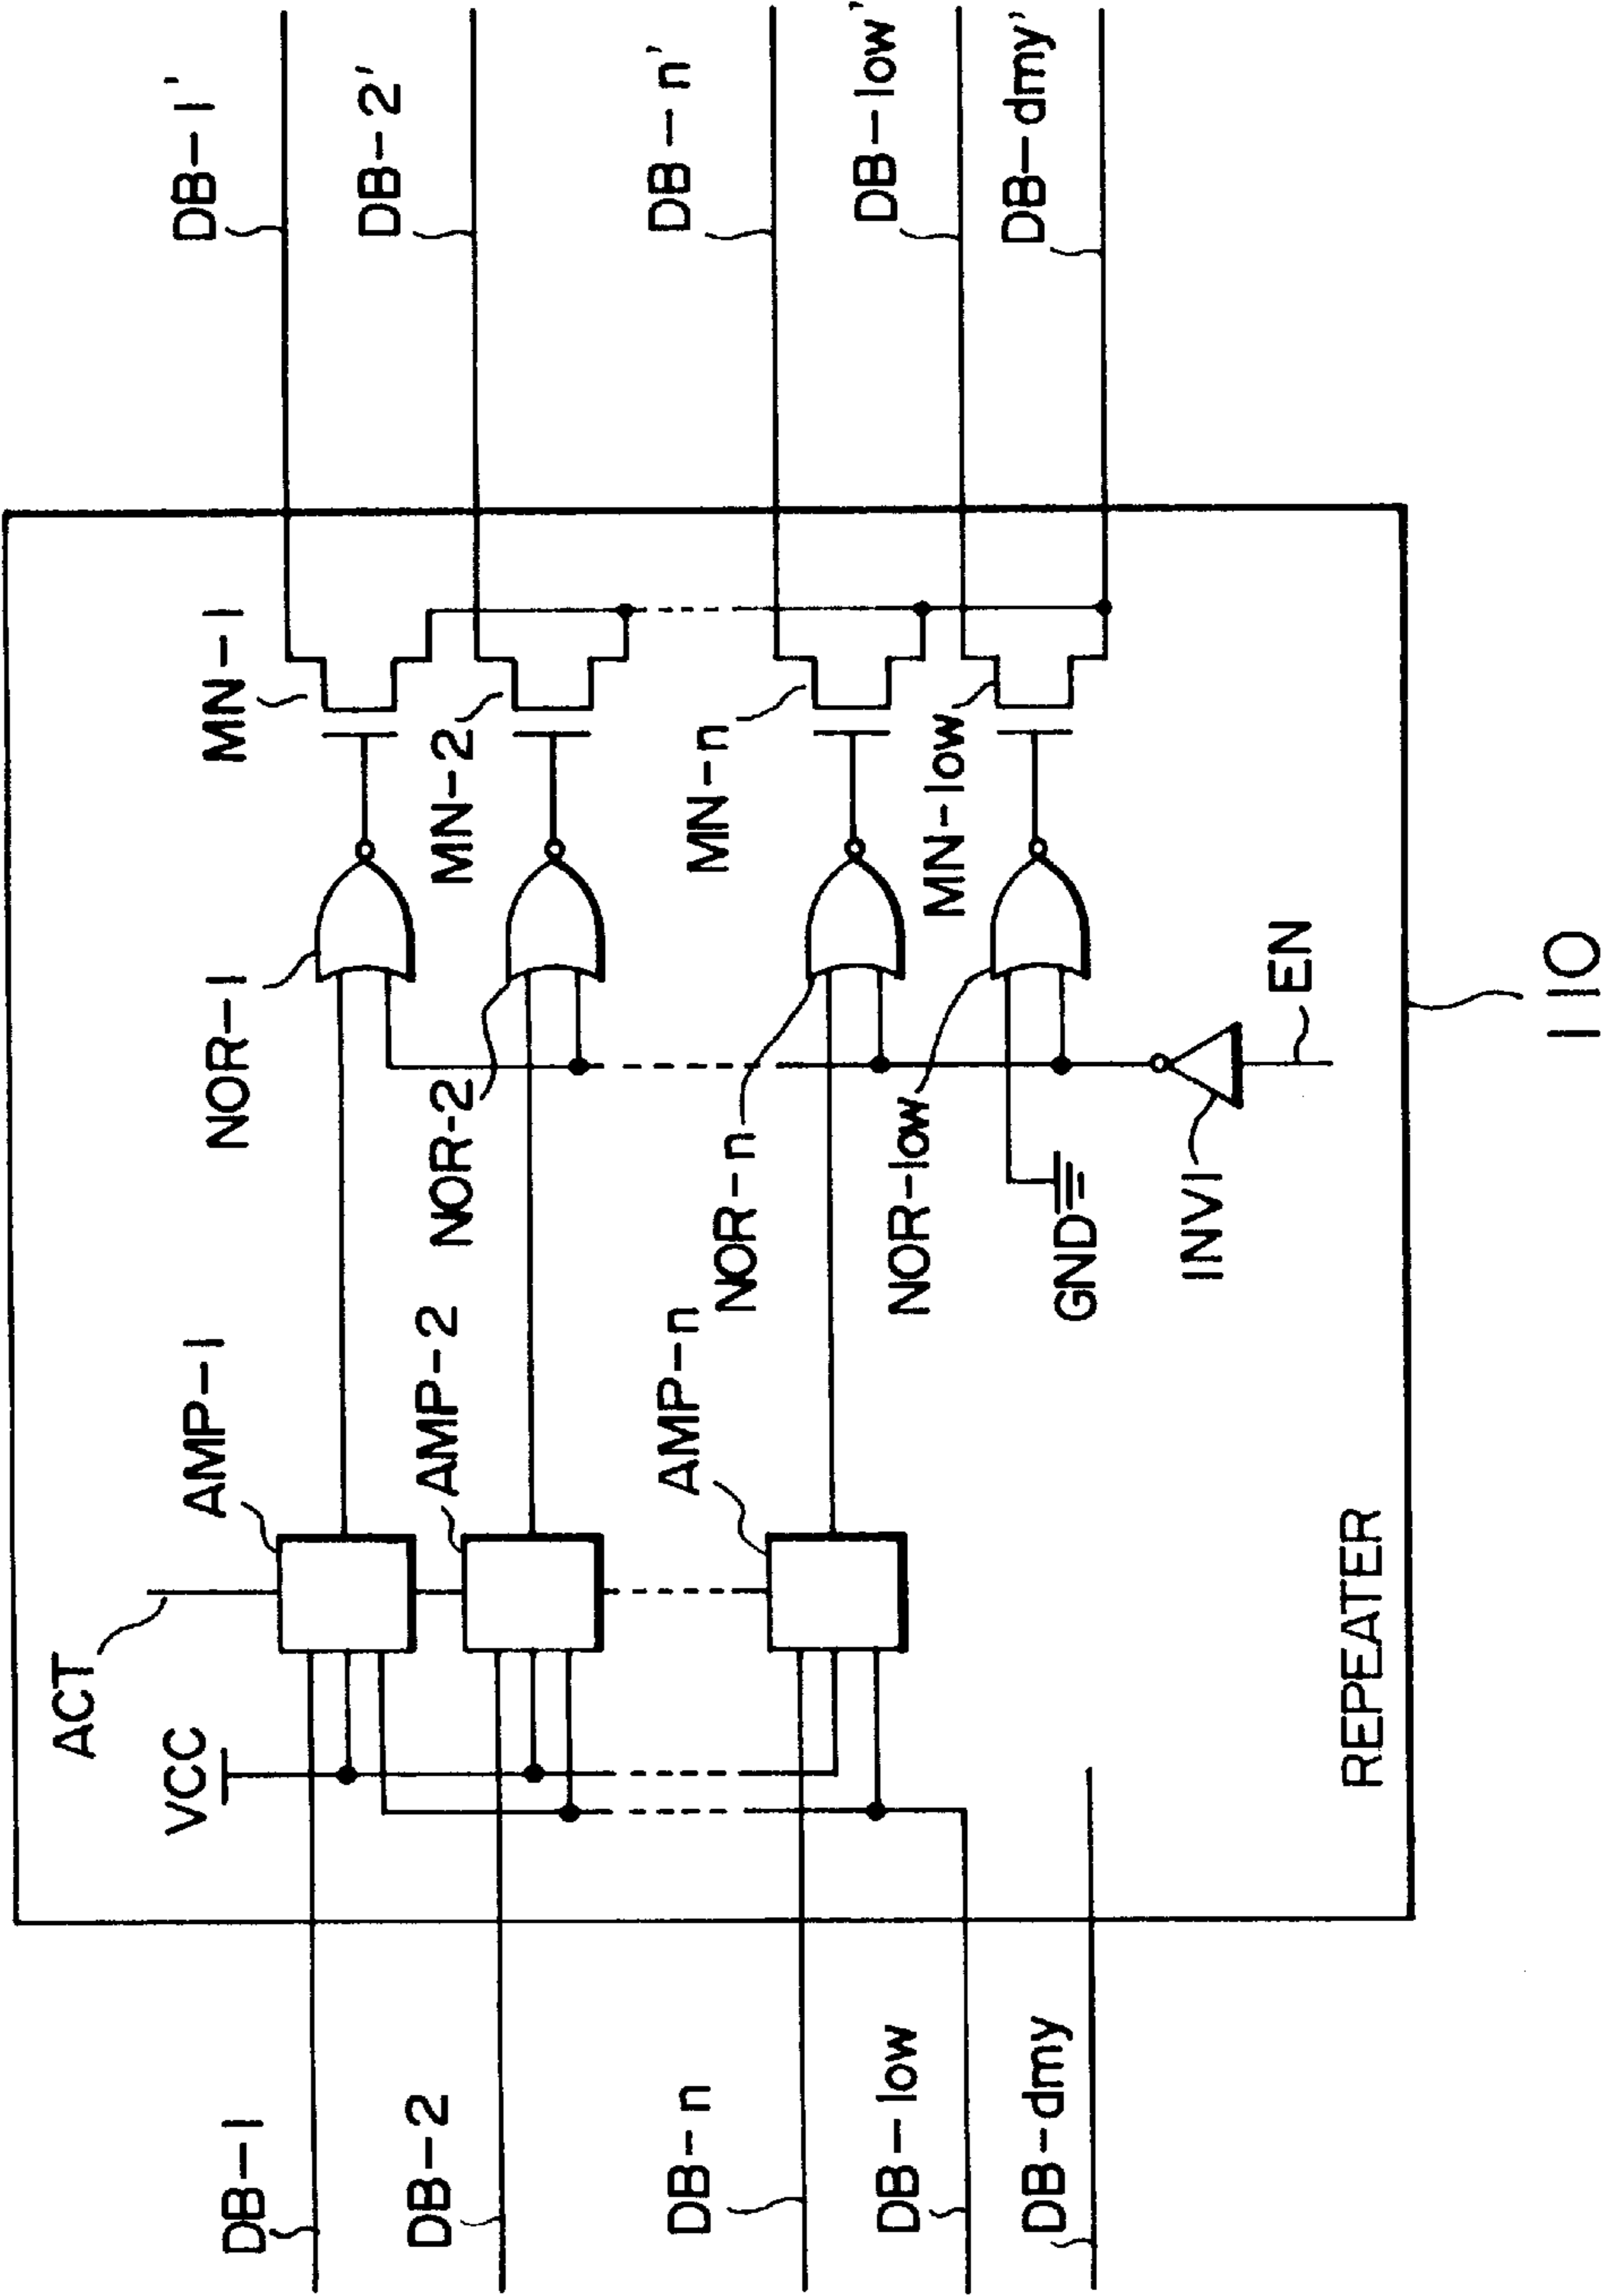 DB-1
DB-2
DB-n
DB-low
DB-dmy
ACT
VCC
AMP-1
AMP-2
AMP-n
NOR-1
NOR-2
NOR-n
NOR-low
GND
INV1
EN
MN-1
MN-2
MN-n
MN-low
DB-1'
DB-2'
DB-n'
DB-low'
DB-dmy'
REPEATER
110